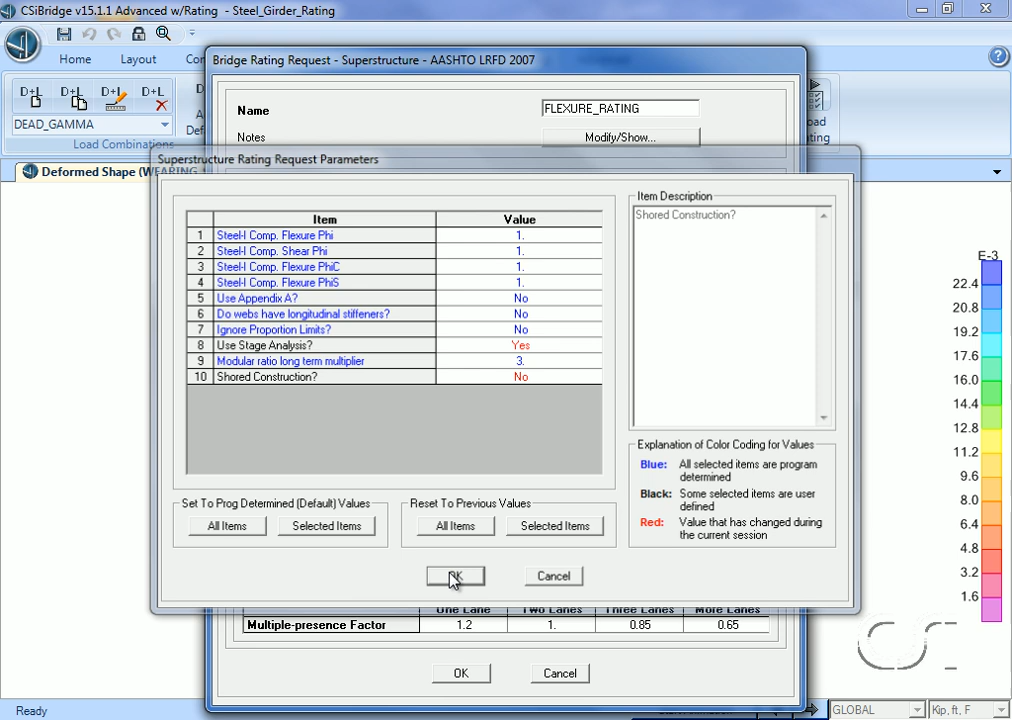 CSiBridge v15.1.1 Advanced w/Rating - Steel_Girder_Rating
Home
Layout
D+L D+L D+L D+L
DEAD_GAMMA
Load Combinations
Bridge Rating Request - Superstructure - AASHTO LRFD 2007
Name
FLEXURE_RATING
Notes
Modify/Show...
Deformed Shape (WEARING
Superstructure Rating Request Parameters
Item Value
1 Steel-I Comp. Flexure Phi 1.
2 Steel-I Comp. Shear Phi 1.
3 Steel-I Comp. Flexure PhiC 1.
4 Steel-I Comp. Flexure PhiS 1.
5 Use Appendix A? No
6 Do webs have longitudinal stiffeners? No
7 Ignore Proportion Limits? No
8 Use Stage Analysis? Yes
9 Modular ratio long term multiplier 3.
10 Shored Construction? No
Item Description
Shored Construction?
Explanation of Color Coding for Values
Blue: All selected items are program
determined
Black: Some selected items are user
defined
Red: Value that has changed during
the current session
Set To Prog Determined (Default) Values
All Items
Selected Items
Reset To Previous Values
All Items
Selected Items
OK
Cancel
One Lane Two Lanes Three Lanes More Lanes
Multiple-presence Factor 1.2 1. 0.85 0.65
OK
Cancel
E-3
22.4
20.8
19.2
17.6
16.0
14.4
12.8
11.2
9.6
8.0
6.4
4.8
3.2
1.6
Ready
GLOBAL
Kip, ft, F